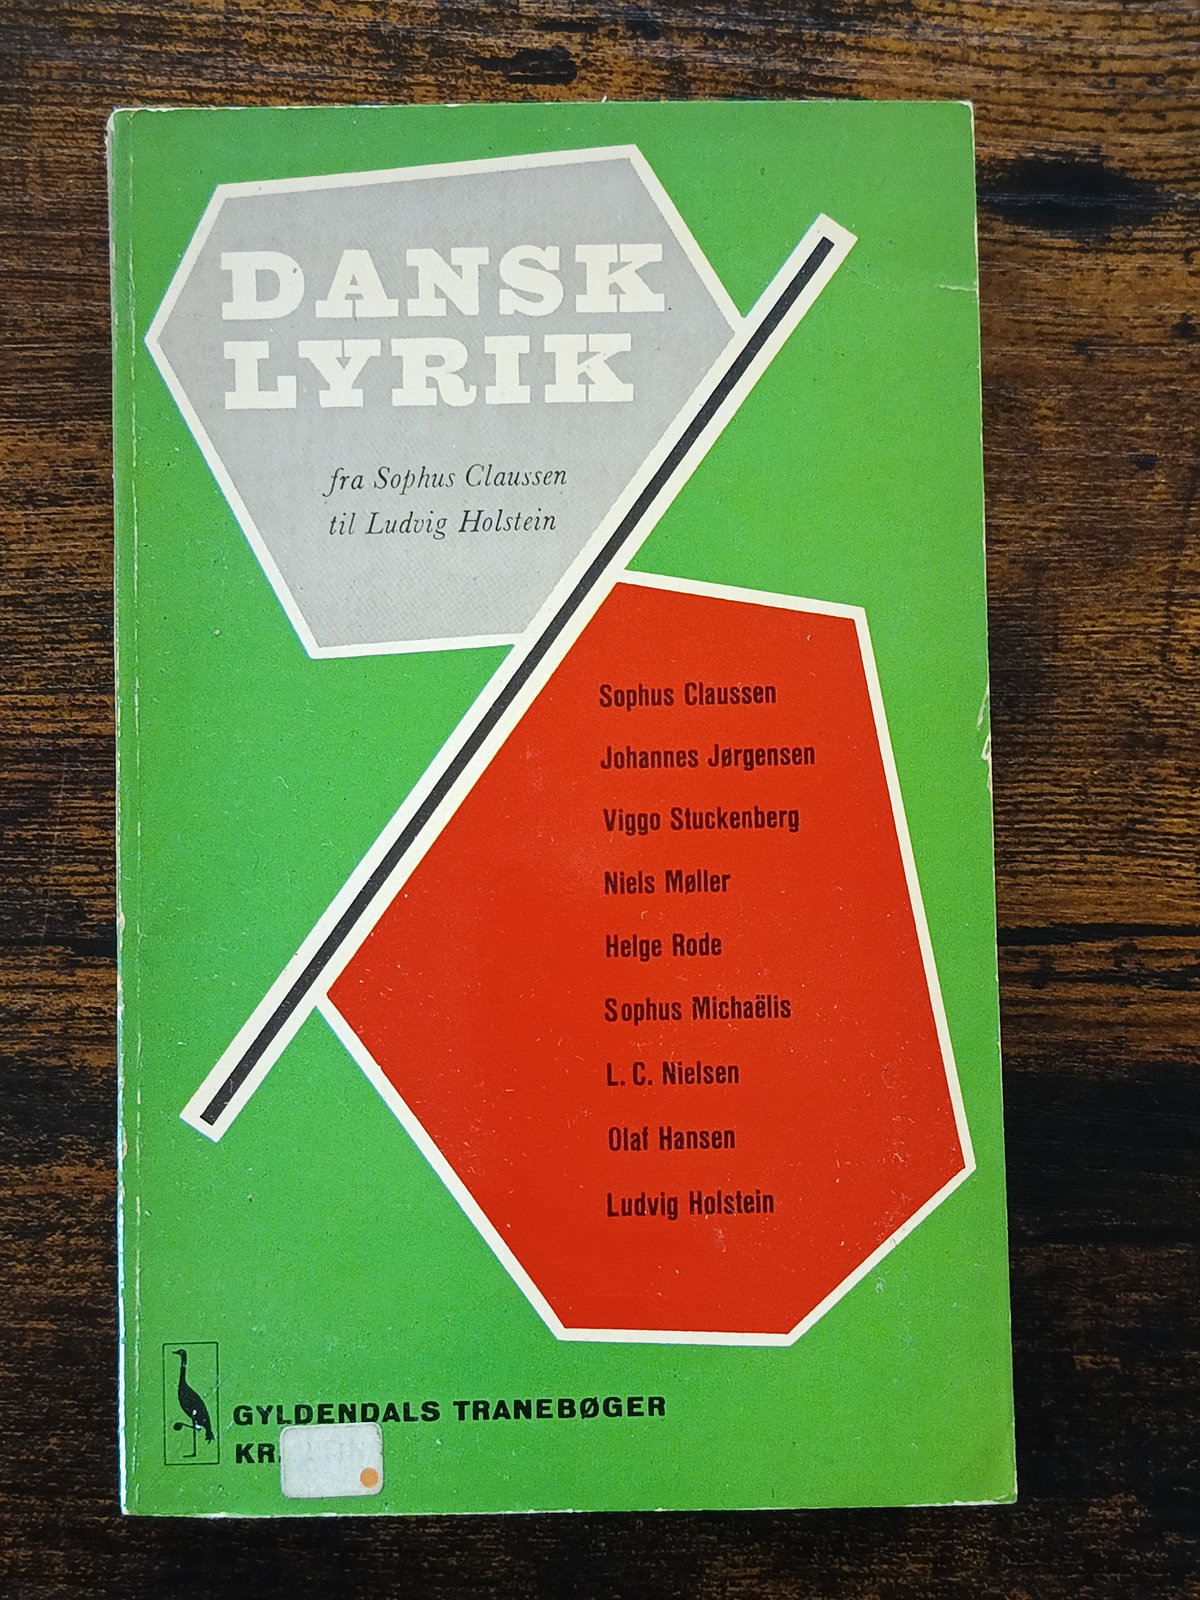 DANSK
LYRIK
fra Sophus Claussen
til Ludvig Holstein
Sophus Claussen
Johannes Jørgensen
Viggo Stuckenberg
Niels Møller
Helge Rode
Sophus Michaëlis
L. C. Nielsen
Olaf Hansen
Ludvig Holstein
GYLDENDALS TRANEBØGER
KR.